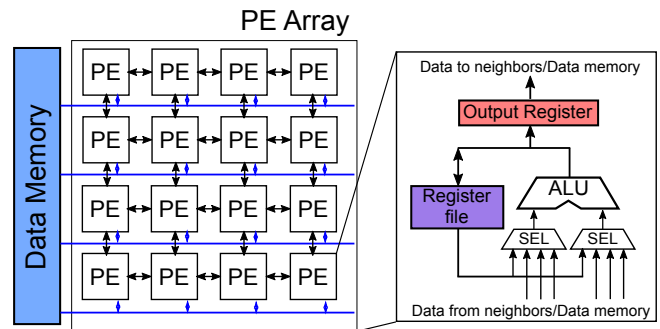 PE Array
Data Memory
PE PE PE PE
PE PE PE PE
PE PE PE PE
PE PE PE PE
Data to neighbors/Data memory
Output Register
Register
file
ALU
SEL SEL
Data from neighbors/Data memory